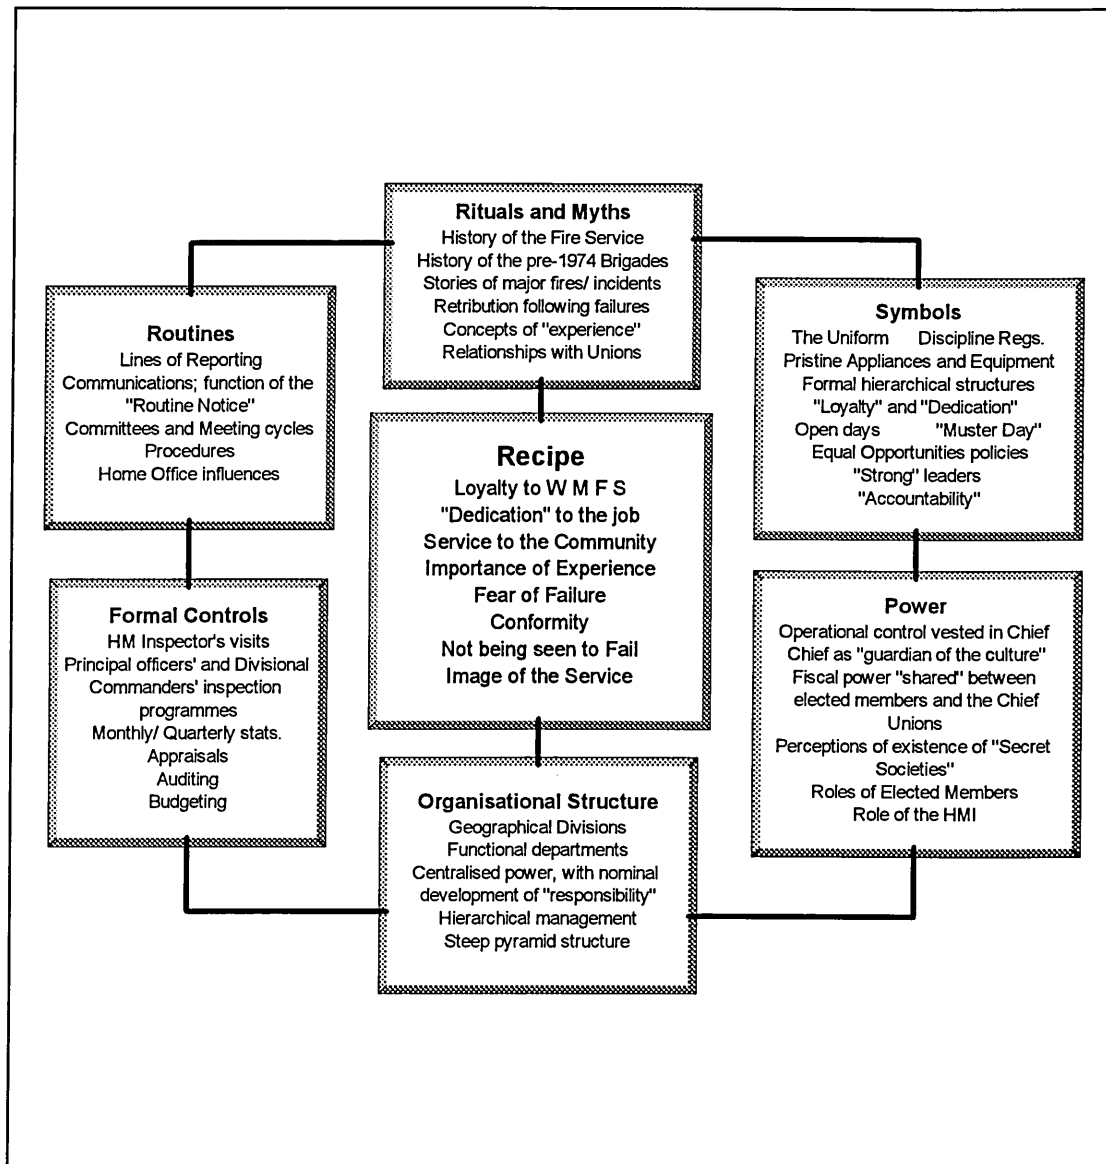 Rituals and Myths
History of the Fire Service
History of the pre-1974 Brigades
Stories of major fires/ incidents
Retribution following failures
Concepts of "experience"
Relationships with Unions
Routines
Lines of Reporting
Communications; function of the
"Routine Notice"
Committees and Meeting cycles
Procedures
Home Office influences
Symbols
The Uniform Discipline Regs.
Pristine Appliances and Equipment
Formal hierarchical structures
"Loyalty" and "Dedication"
Open days "Muster Day"
Equal Opportunities policies
"Strong" leaders
"Accountability"
Recipe
Loyalty to W M F S
"Dedication" to the job
Service to the Community
Importance of Experience
Fear of Failure
Conformity
Not being seen to Fail
Image of the Service
Formal Controls
HM Inspector's visits
Principal officers' and Divisional
Commanders' inspection
programmes
Monthly/ Quarterly stats.
Appraisals
Auditing
Budgeting
Power
Operational control vested in Chief
Chief as "guardian of the culture"
Fiscal power "shared" between
elected members and the Chief
Unions
Perceptions of existence of "Secret
Societies"
Roles of Elected Members
Role of the HMI
Organisational Structure
Geographical Divisions
Functional departments
Centralised power, with nominal
development of "responsibility"
Hierarchical management
Steep pyramid structure